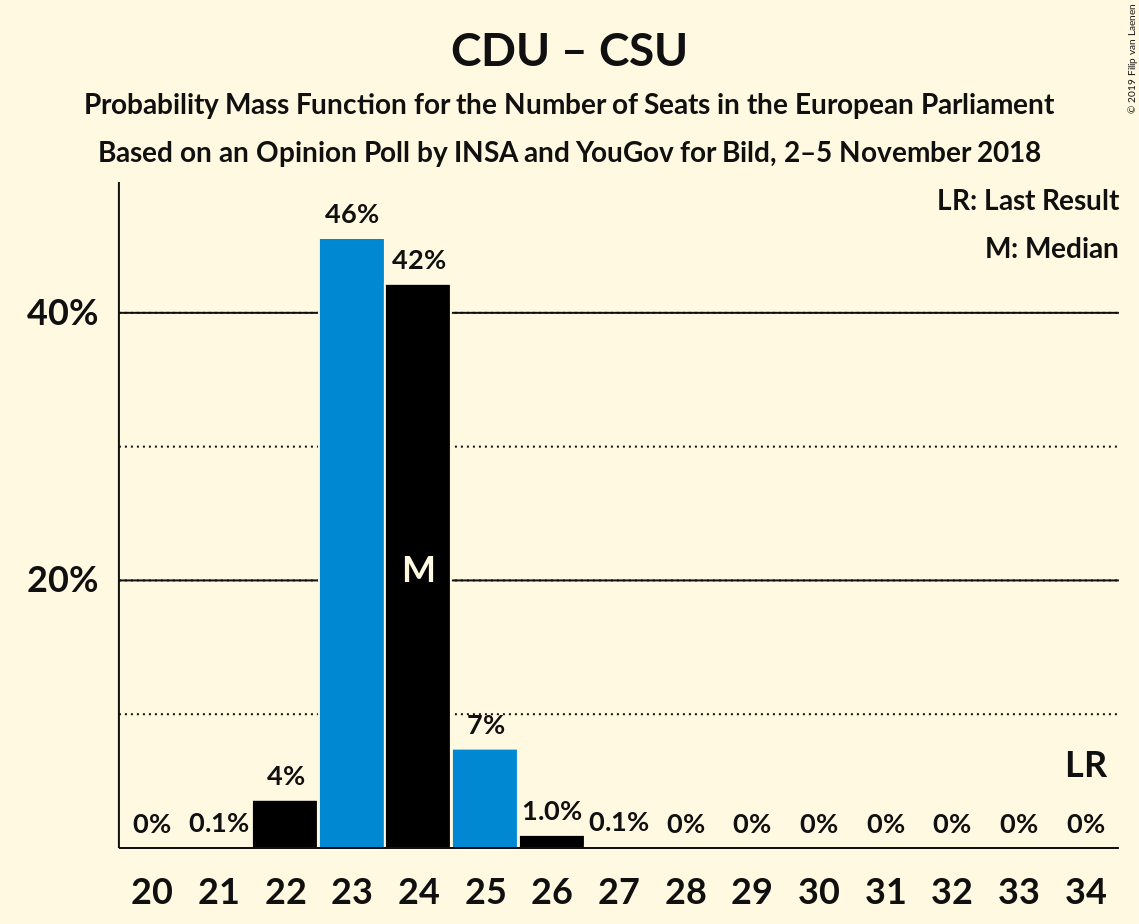 CDU – CSU
Probability Mass Function for the Number of Seats in the European Parliament
Based on an Opinion Poll by INSA and YouGov for Bild, 2–5 November 2018
© 2019 Filip van Laenen
LR: Last Result
M: Median
46%
42%
40%
M
20%
7%
LR
4%
0% 0.1% 1.0% 0.1% 0% 0% 0% 0% 0% 0% 0%
20 21 22 23 24 25 26 27 28 29 30 31 32 33 34